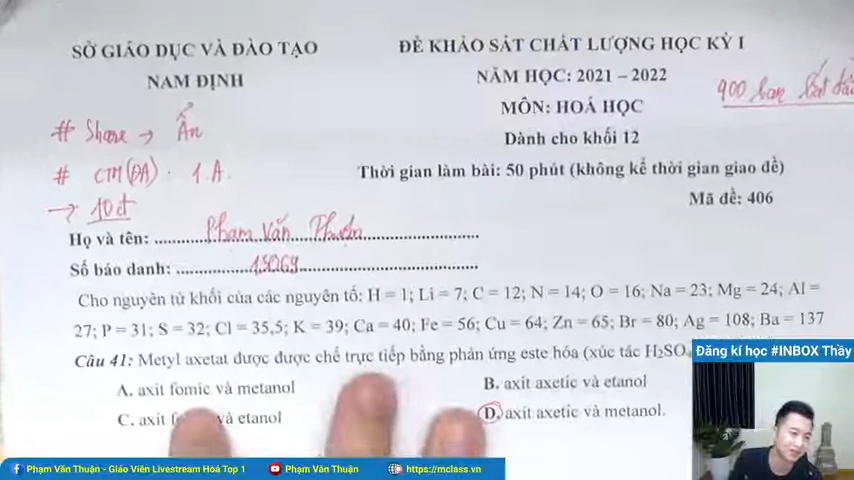 SỞ GIÁO DỤC VÀ ĐÀO TẠO
NAM ĐỊNH
ĐỀ KHẢO SÁT CHẤT LƯỢNG HỌC KỲ I
NĂM HỌC: 2021 – 2022
MÔN: HOÁ HỌC
Dành cho khối 12
Thời gian làm bài: 50 phút (không kể thời gian giao đề)
Mã đề: 406
900 bạn bắt đầu
# Share → Ấn
# CTM(ĐA) . 1.A.
→ 10đ
Họ và tên: Phạm Văn Thuận
Số báo danh: 15069
Cho nguyên tử khối của các nguyên tố: H = 1; Li = 7; C = 12; N = 14; O = 16; Na = 23; Mg = 24; Al =
27; P = 31; S = 32; Cl = 35,5; K = 39; Ca = 40; Fe = 56; Cu = 64; Zn = 65; Br = 80; Ag = 108; Ba = 137
Câu 41: Metyl axetat được được chế trực tiếp bằng phản ứng este hóa (xúc tác H₂SO
A. axit fomic và metanol
B. axit axetic và etanol
C. axit và etanol
D. axit axetic và metanol.
Đăng kí học #INBOX Thầy
Phạm Văn Thuận - Giáo Viên Livestream Hoá Top 1
Phạm Văn Thuận
https://mclass.vn